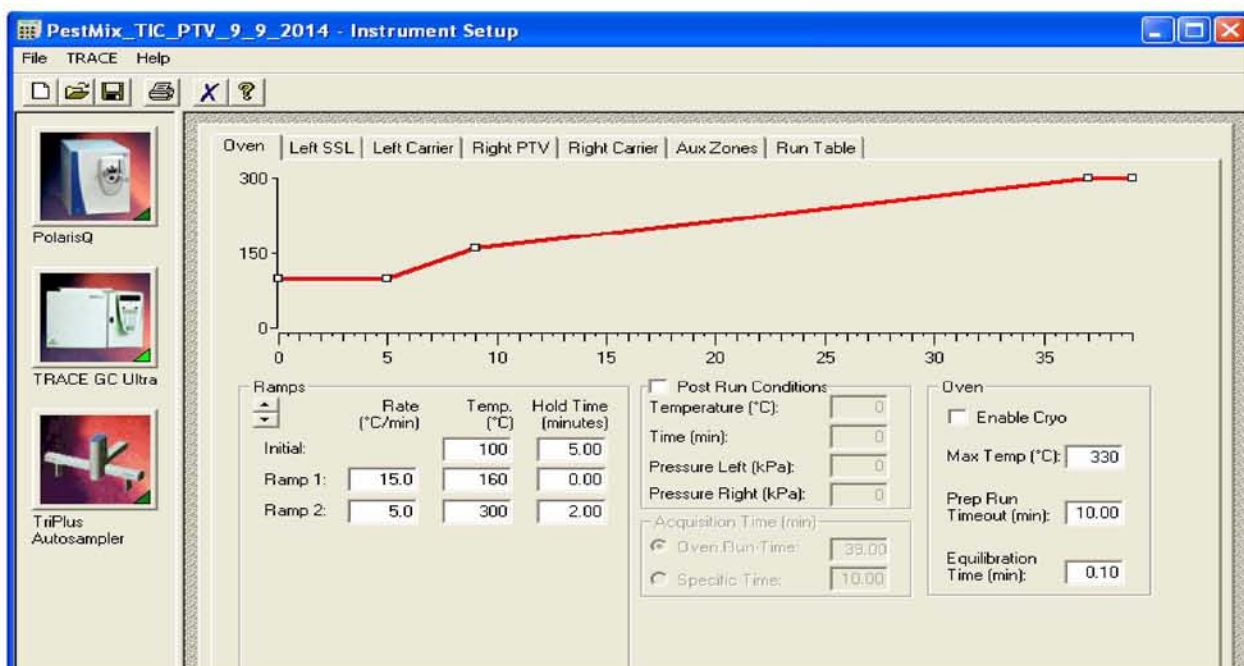 PestMix_TIC_PTV_9_9_2014 - Instrument Setup
File TRACE Help
PolarisQ
TRACE GC Ultra
TriPlus
Autosampler
Oven Left SSL Left Carrier Right PTV Right Carrier Aux Zones Run Table
300
150
0
0 5 10 15 20 25 30 35
Ramps
Rate Temp. Hold Time
(°C/min) (°C) (minutes)
Initial: 100 5.00
Ramp 1: 15.0 160 0.00
Ramp 2: 5.0 300 2.00
Post Run Conditions
Temperature (°C): 0
Time (min): 0
Pressure Left (kPa): 0
Pressure Right (kPa): 0
Acquisition Time (min)
Oven Run-Time: 39.00
Specific Time: 10.00
Oven
Enable Cryo
Max Temp (°C): 330
Prep Run
Timeout (min): 10.00
Equilibration
Time (min): 0.10